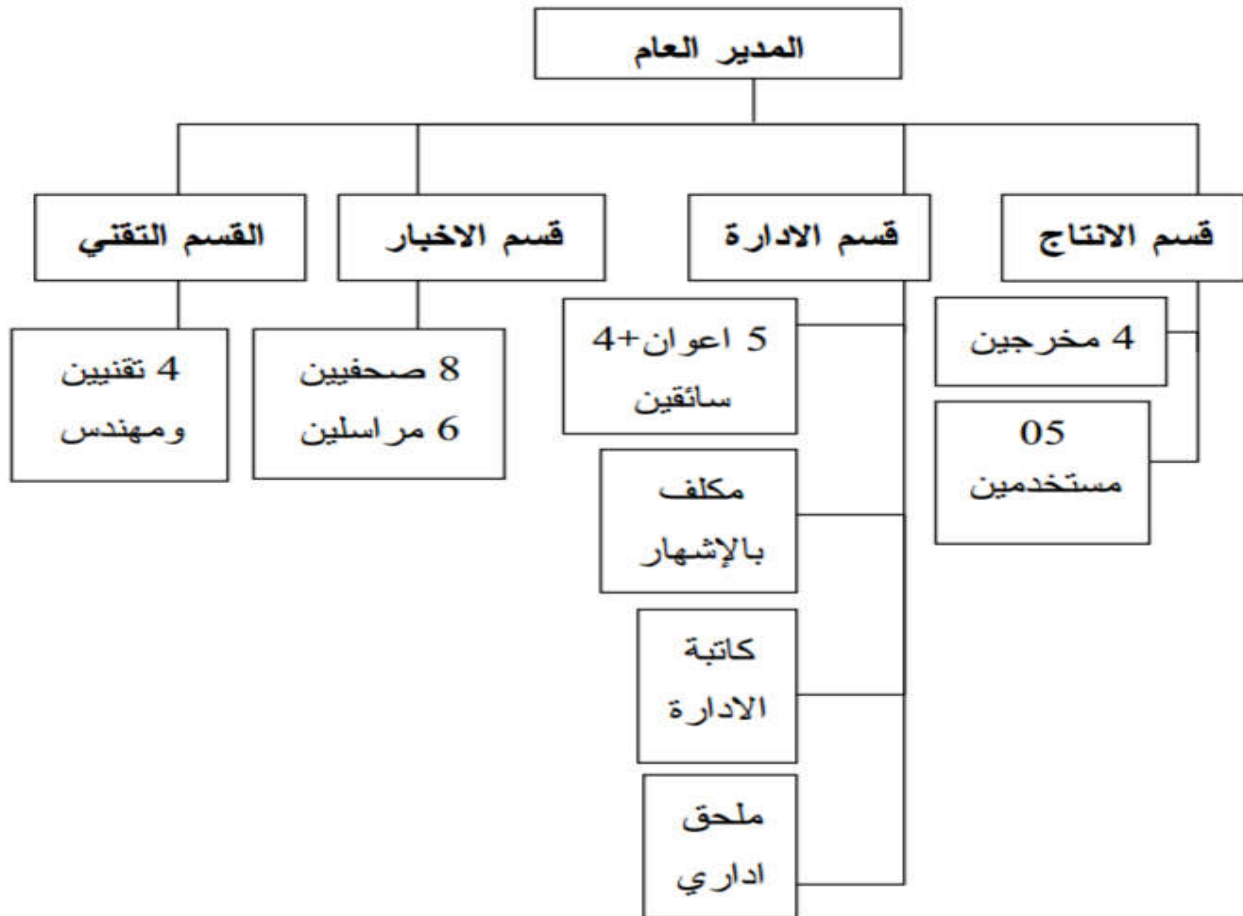 المدير العام
قسم الانتاج
قسم الادارة
قسم الاخبار
القسم التقني
4 مخرجين
05
مستخدمين
5 اعوان+4
سائقين
مكلف
بالإشهار
كاتبة
الادارة
ملحق
اداري
8 صحفيين
6 مراسلين
4 تقنيين
ومهندس